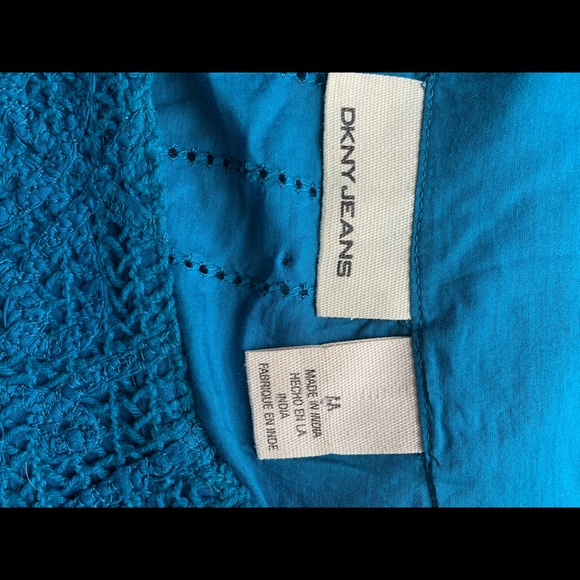 DKNY JEANS
M
MADE IN INDIA
HECHO EN LA
INDIA
FABRIQUE EN INDE